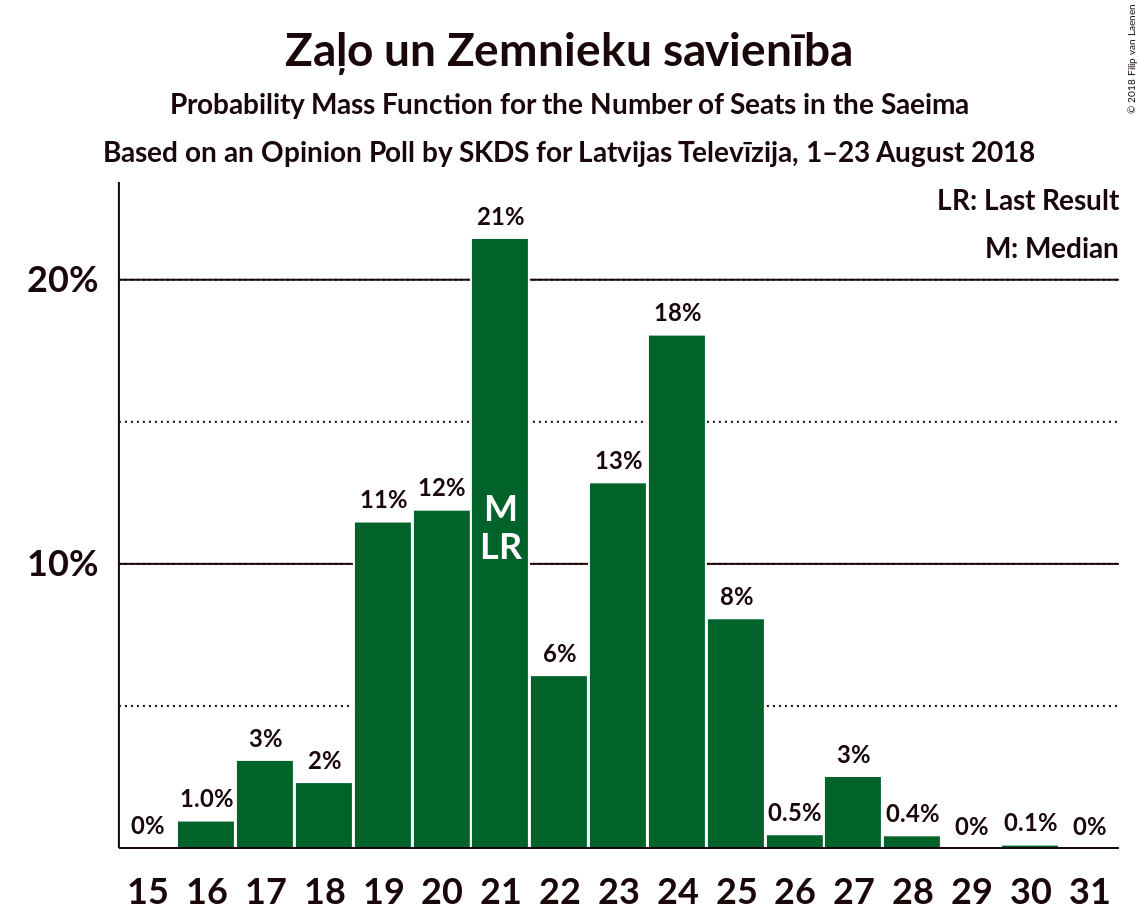 Zaļo un Zemnieku savienība
Probability Mass Function for the Number of Seats in the Saeima
Based on an Opinion Poll by SKDS for Latvijas Televīzija, 1–23 August 2018
© 2018 Filip van Laenen
LR: Last Result
M: Median
20%
10%
0%
1.0%
3%
2%
11%
12%
21%
M
LR
6%
13%
18%
8%
0.5%
3%
0.4%
0%
0.1%
0%
15 16 17 18 19 20 21 22 23 24 25 26 27 28 29 30 31